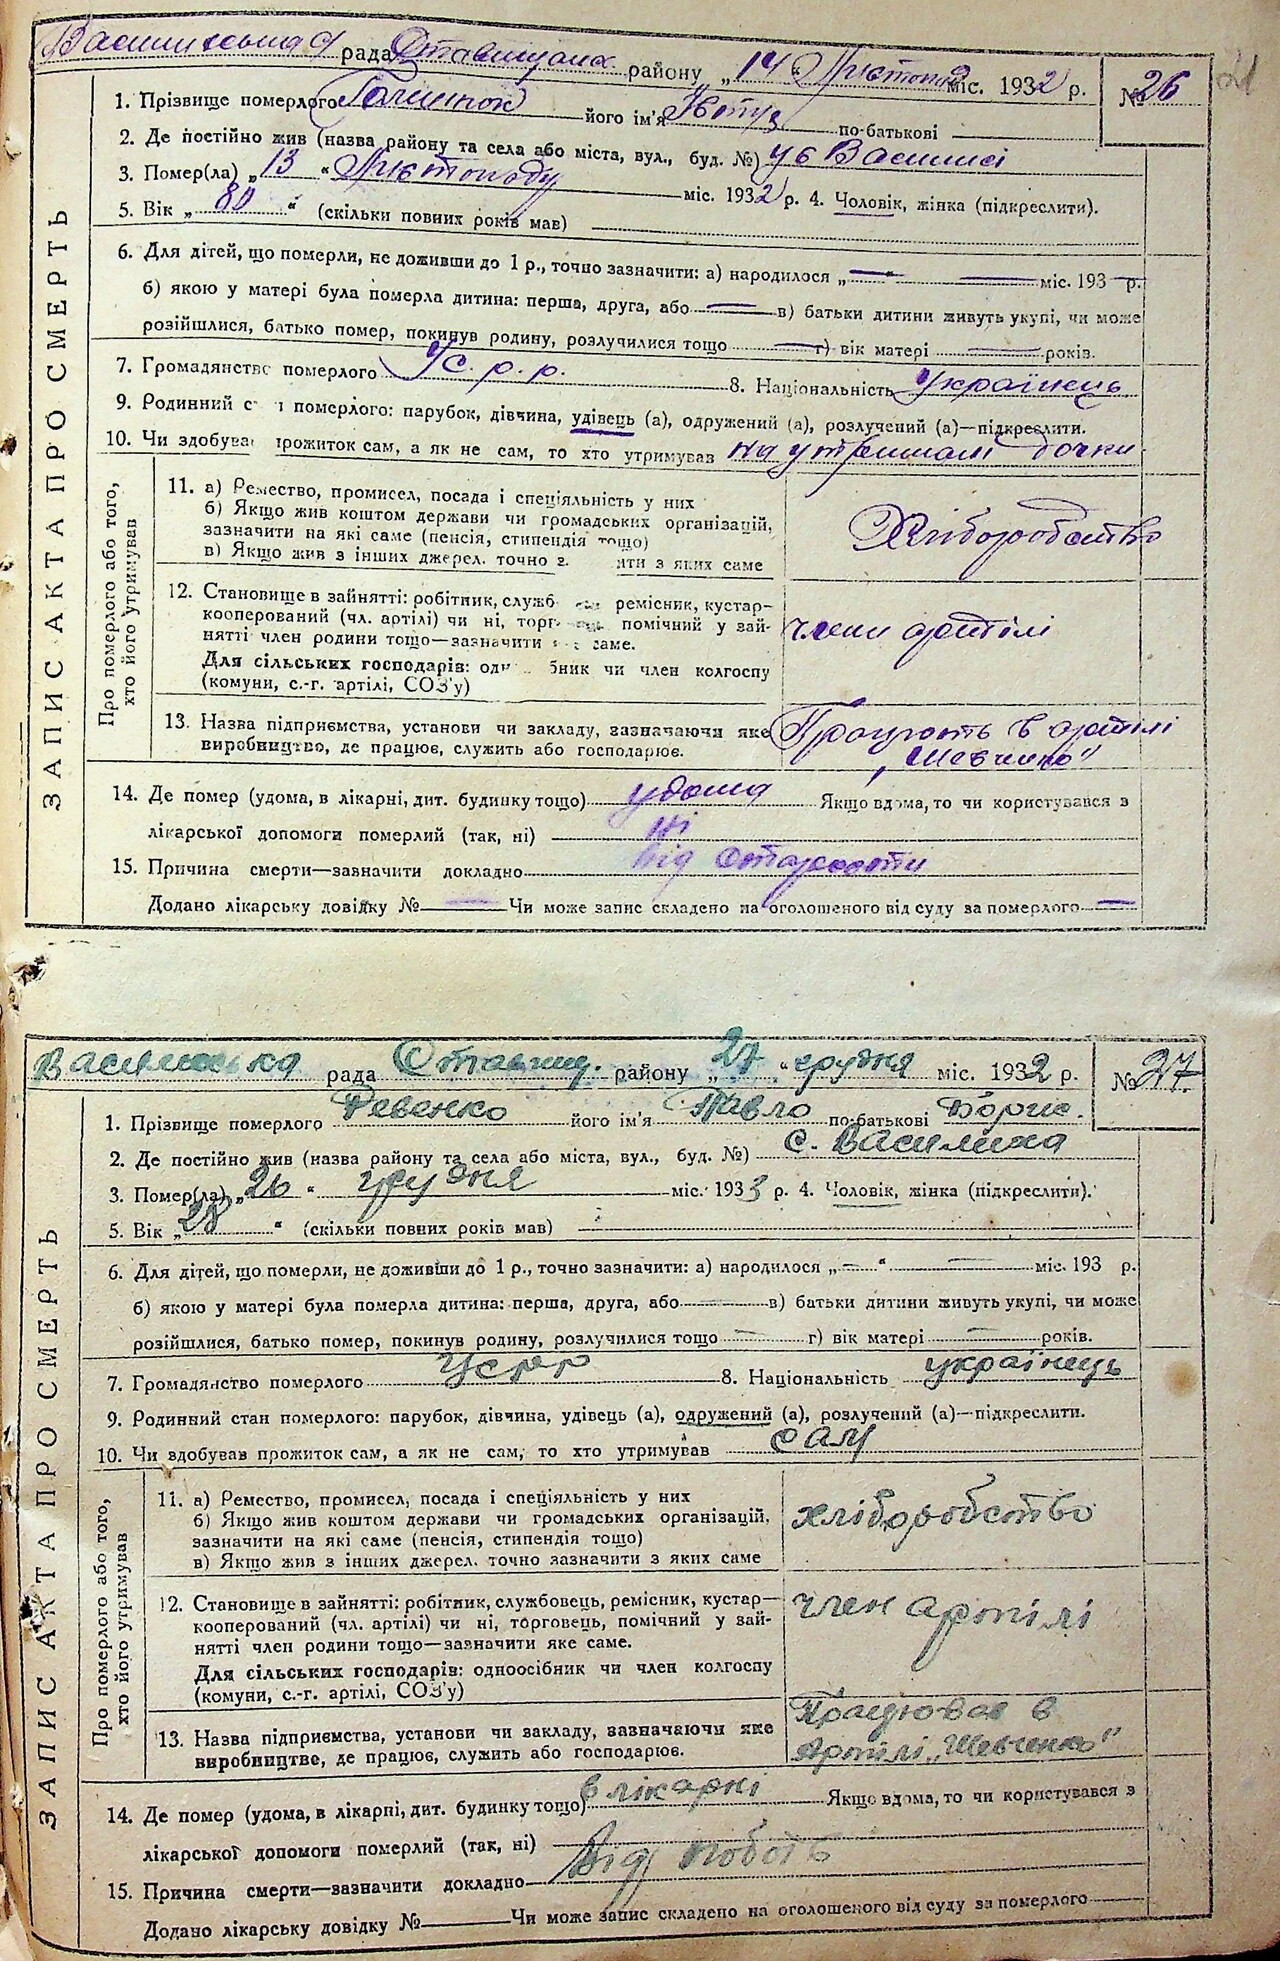 Василиська рада Ставищан району „14“ Листопада міс. 1932 р. № 26
21
ЗАПИС АКТА ПРО СМЕРТЬ
1. Прізвище померлого його ім'я по-батькові
2. Де постійно жив (назва району та села або міста, вул., буд. №) у с Василисі
3. Помер(ла) „13“ Листопаду міс. 1932 р. 4. Чоловік, жінка (підкреслити).
5. Вік „80“ (скільки повних років мав)
6. Для дітей, що померли, не доживши до 1 р., точно зазначити: а) народилося „—“ — міс. 193— р.
б) якою у матері була померла дитина: перша, друга, або — в) батьки дитини живуть укупі, чи може
розійшлися, батько помер, покинув родину, розлучилися тощо — г) вік матері — років.
7. Громадянство померлого У.с.р.р. 8. Національність Українець
9. Родинний с н померлого: парубок, дівчина, удівець (а), одружений (а), розлучений (а)—підкреслити.
10. Чи здобува прожиток сам, а як не сам, то хто утримував на утримані дочки
Про померлого або того, хто його утримував
11. а) Ремество, промисел, посада і спеціяльність у них
б) Якщо жив коштом держави чи громадських організацій,
зазначити на які саме (пенсія, стипендія тощо)
в) Якщо жив з інших джерел. точно з ити з яких саме
Хліборобство
12. Становище в зайнятті: робітник, служб ремісник, кустар-
кооперований (чл. артілі) чи ні, торг помічний у зай-
нятті член родини тощо—зазначити є саме.
Для сільських господарів: од бник чи член колгоспу
(комуни, с.-г. артілі, СОЗ'у)
члени артілі
13. Назва підприємства, установи чи закладу, зазначаючи яке
виробництво, де працює, служить або господарює.
Працюють в артілі
„Шевченко“
14. Де помер (удома, в лікарні, дит. будинку тощо) удома Якщо вдома, то чи користувався з
лікарської допомоги померлий (так, ні) ні
15. Причина смерти—зазначити докладно від старости
Додано лікарську довідку № — Чи може запис складено на оголошеного від суду за померлого —
Василиська рада Ставищ. району „27“ грудня міс. 1932 р. № 27
ЗАПИС АКТА ПРО СМЕРТЬ
1. Прізвище померлого Ревенко його ім'я Павло по-батькові Борис.
2. Де постійно жив (назва району та села або міста, вул., буд. №) с. Василиха
3. Помер(ла) „26“ грудня міс. 1933 р. 4. Чоловік, жінка (підкреслити).
5. Вік „28“ (скільки повних років мав)
6. Для дітей, що померли, не доживши до 1 р., точно зазначити: а) народилося „—“ — міс. 193 р.
б) якою у матері була померла дитина: перша, друга, або — в) батьки дитини живуть укупі, чи може
розійшлися, батько помер, покинув родину, розлучилися тощо — г) вік матері — років.
7. Громадянство померлого Усрр 8. Національність українець
9. Родинний стан померлого: парубок, дівчина, удівець (а), одружений (а), розлучений (а)—підкреслити.
10. Чи здобував прожиток сам, а як не сам, то хто утримував сам
Про померлого або того, хто його утримував
11. а) Ремество, промисел, посада і спеціяльність у них
б) Якщо жив коштом держави чи громадських організацій,
зазначити на які саме (пенсія, стипендія тощо)
в) Якщо жив з інших джерел. точно зазначити з яких саме
хліборобство
12. Становище в зайнятті: робітник, службовець, ремісник, кустар-
кооперований (чл. артілі) чи ні, торговець, помічний у зай-
нятті член родини тощо—зазначити яке саме.
Для сільських господарів: одноосібник чи член колгоспу
(комуни, с.-г. артілі, СОЗ'у)
член артілі
13. Назва підприємства, установи чи закладу, зазначаючи яке
виробництве, де працює, служить або господарює.
Працював в
Артілі „Шевченко“
14. Де помер (удома, в лікарні, дит. будинку тощо) в лікарні Якщо вдома, то чи користувався з
лікарської допомоги померлий (так, ні)
15. Причина смерти—зазначити докладно Від
Додано лікарську довідку № Чи може запис складено на оголошеного від суду за померлого